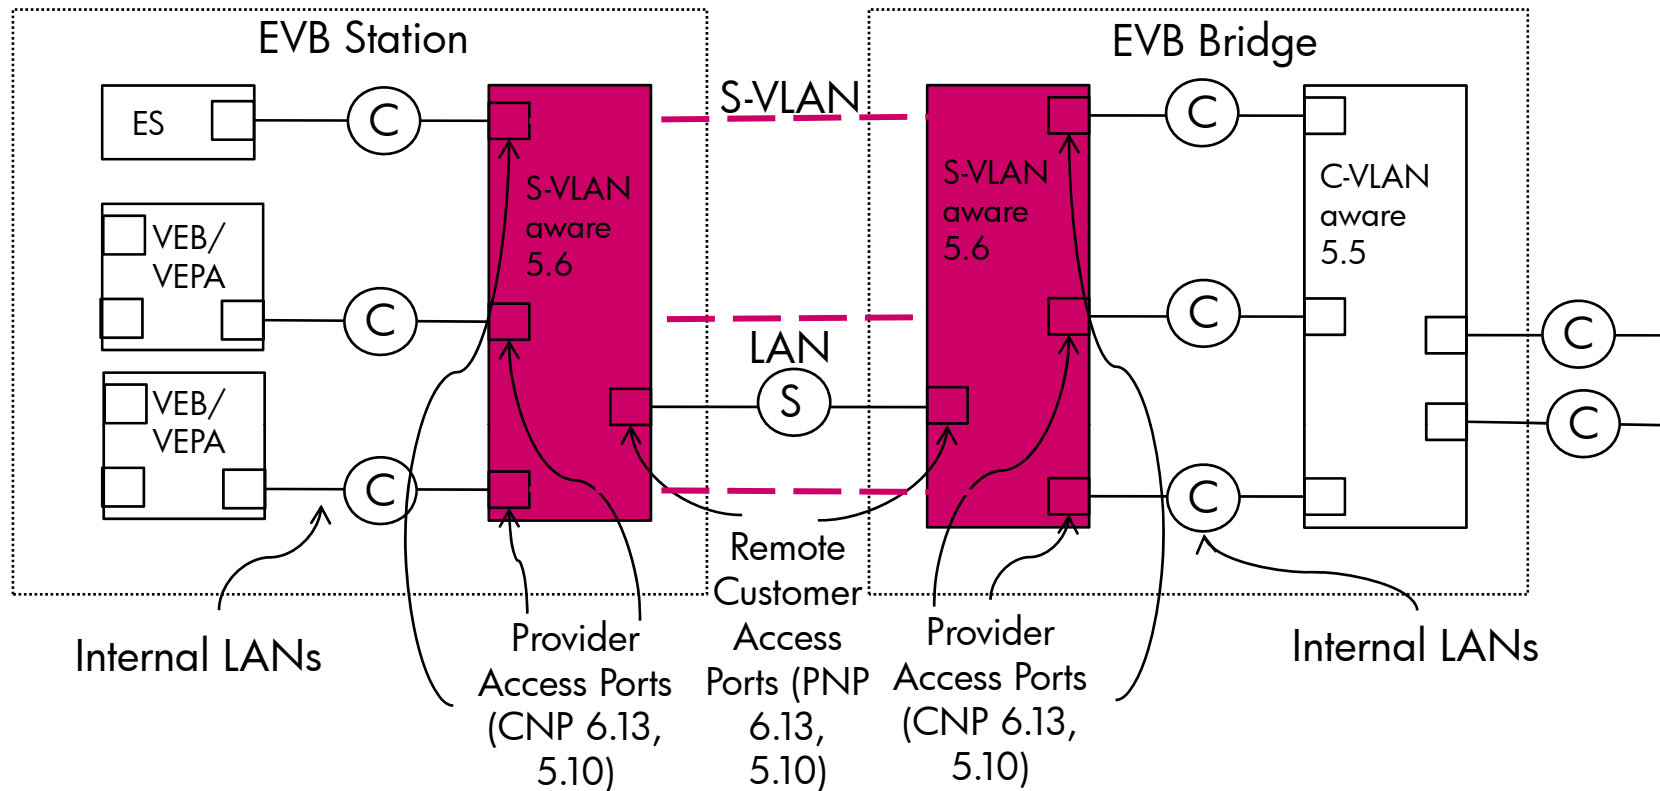 EVB Station
EVB Bridge
S-VLAN
ES
C
C
C
VEB/
VEPA
C
VEB/
VEPA
C
S-VLAN
aware
5.6
LAN
S
S-VLAN
aware
5.6
C
C
C-VLAN
aware
5.5
C
C
Internal LANs
Provider
Access Ports
(CNP 6.13,
5.10)
Remote
Customer
Access
Ports (PNP
6.13,
5.10)
Provider
Access Ports
(CNP 6.13,
5.10)
Internal LANs